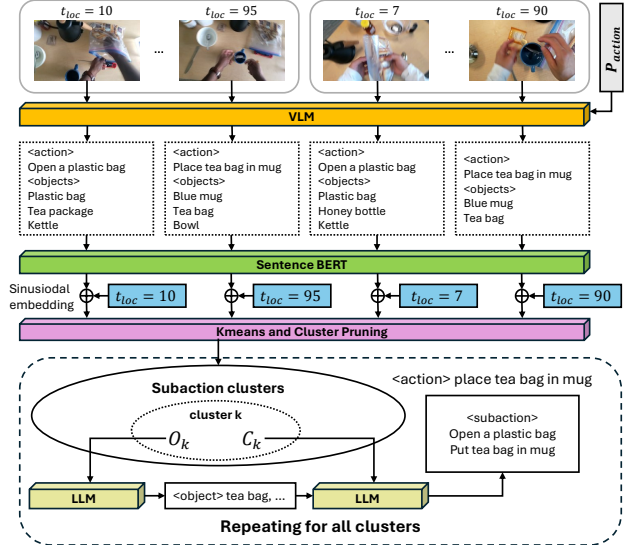 t_loc = 10
t_loc = 95
t_loc = 7
t_loc = 90
...
...
P_action
VLM
<action>
Open a plastic bag
<objects>
Plastic bag
Tea package
Kettle
<action>
Place tea bag in mug
<objects>
Blue mug
Tea bag
Bowl
<action>
Open a plastic bag
<objects>
Plastic bag
Honey bottle
Kettle
<action>
Place tea bag in mug
<objects>
Blue mug
Tea bag
Sentence BERT
Sinusiodal
embedding
t_loc = 10
t_loc = 95
t_loc = 7
t_loc = 90
Kmeans and Cluster Pruning
Subaction clusters
cluster k
O_k
C_k
<action> place tea bag in mug
<subaction>
Open a plastic bag
Put tea bag in mug
LLM
<object> tea bag, ...
LLM
Repeating for all clusters